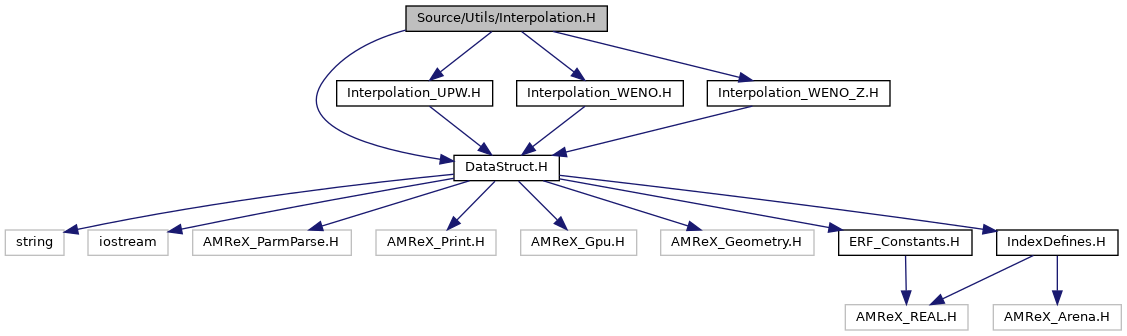 Source/Utils/Interpolation.H
Interpolation_UPW.H
Interpolation_WENO.H
Interpolation_WENO_Z.H
DataStruct.H
string
iostream
AMReX_ParmParse.H
AMReX_Print.H
AMReX_Gpu.H
AMReX_Geometry.H
ERF_Constants.H
IndexDefines.H
AMReX_REAL.H
AMReX_Arena.H